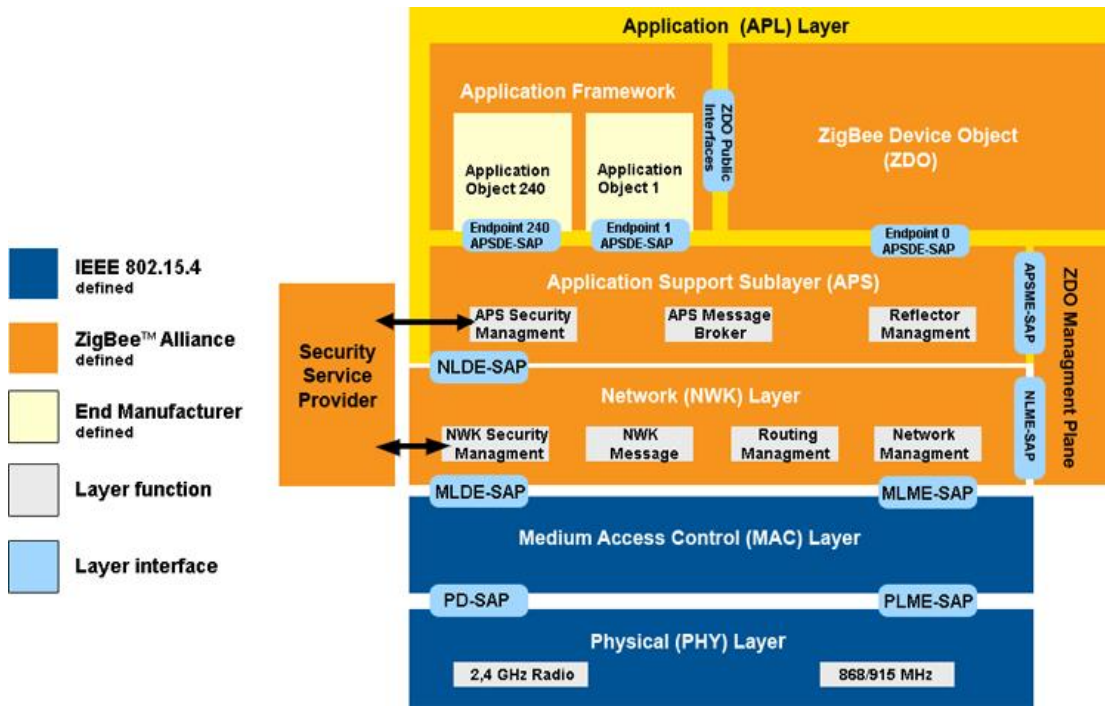 Application (APL) Layer
Application Framework
ZDO Public
Interfaces
ZigBee Device Object
(ZDO)
Application
Object 240
Application
Object 1
Endpoint 240
APSDE-SAP
Endpoint 1
APSDE-SAP
Endpoint 0
APSDE-SAP
IEEE 802.15.4
defined
ZigBee™ Alliance
defined
End Manufacturer
defined
Layer function
Layer interface
Security
Service
Provider
Application Support Sublayer (APS)
APS Security
Managment
APS Message
Broker
Reflector
Managment
APSME-SAP
ZDO Managment Plane
NLDE-SAP
Network (NWK) Layer
NWK Security
Managment
NWK
Message
Routing
Managment
Network
Managment
NLME-SAP
MLDE-SAP
MLME-SAP
Medium Access Control (MAC) Layer
PD-SAP
PLME-SAP
Physical (PHY) Layer
2,4 GHz Radio
868/915 MHz